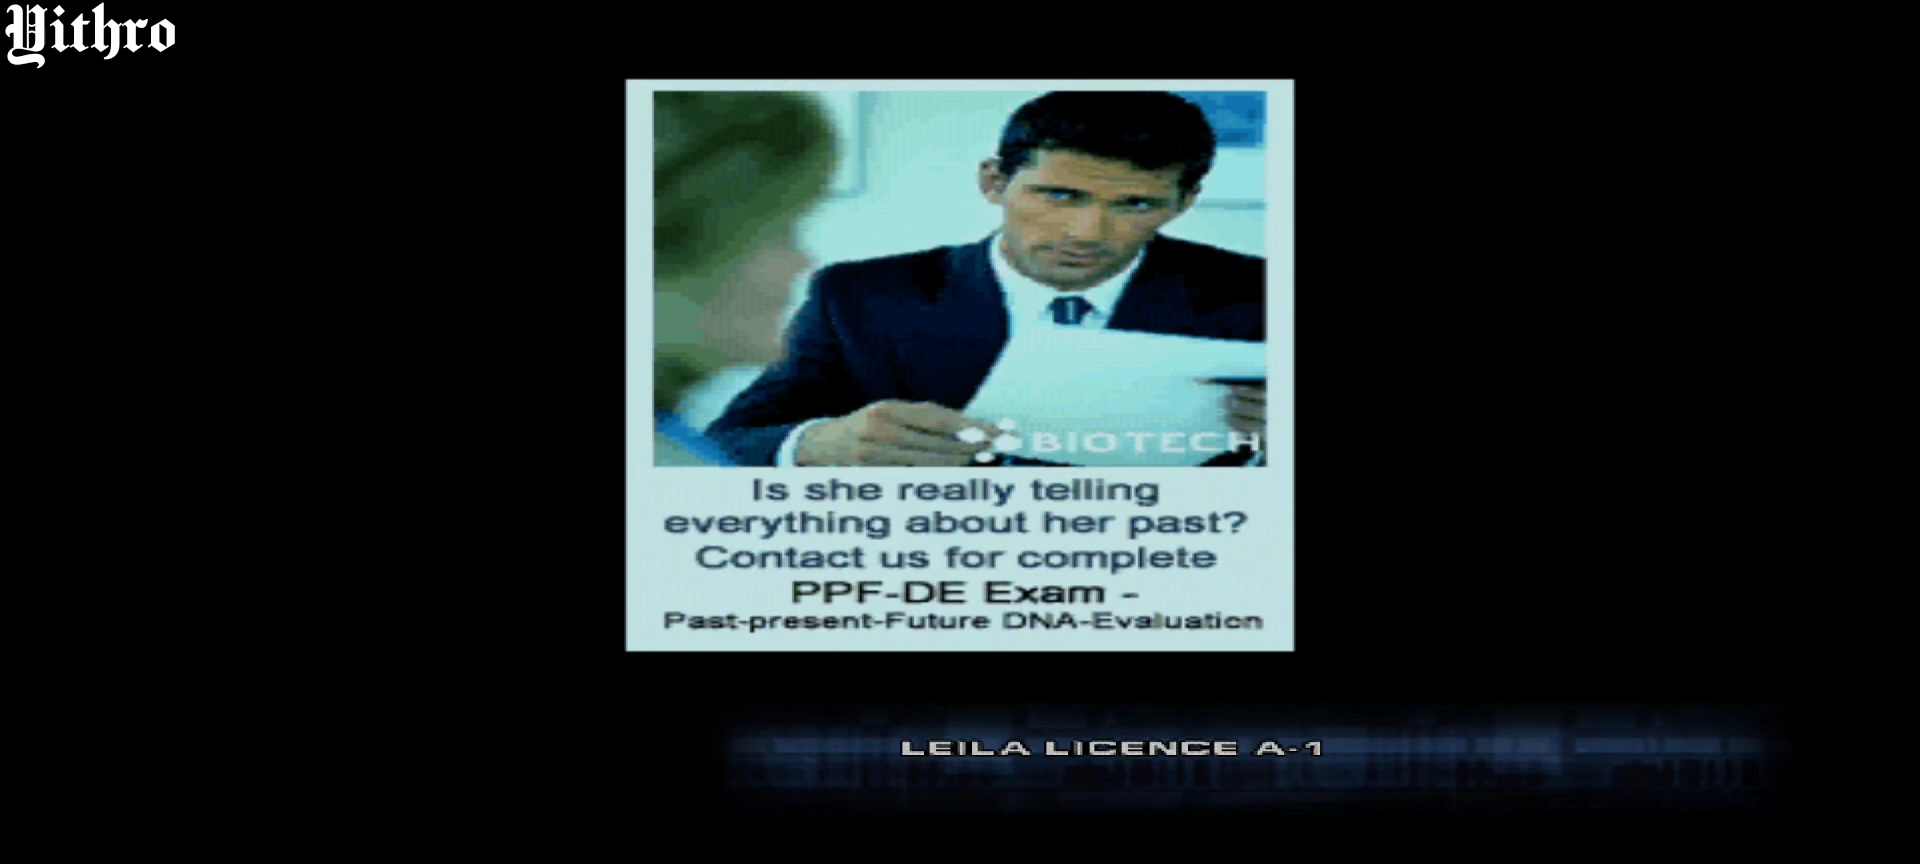 Yithro
BIOTECH
Is she really telling
everything about her past?
Contact us for complete
PPF-DE Exam -
Past-present-Future DNA-Evaluation
LEILA LICENCE A-1